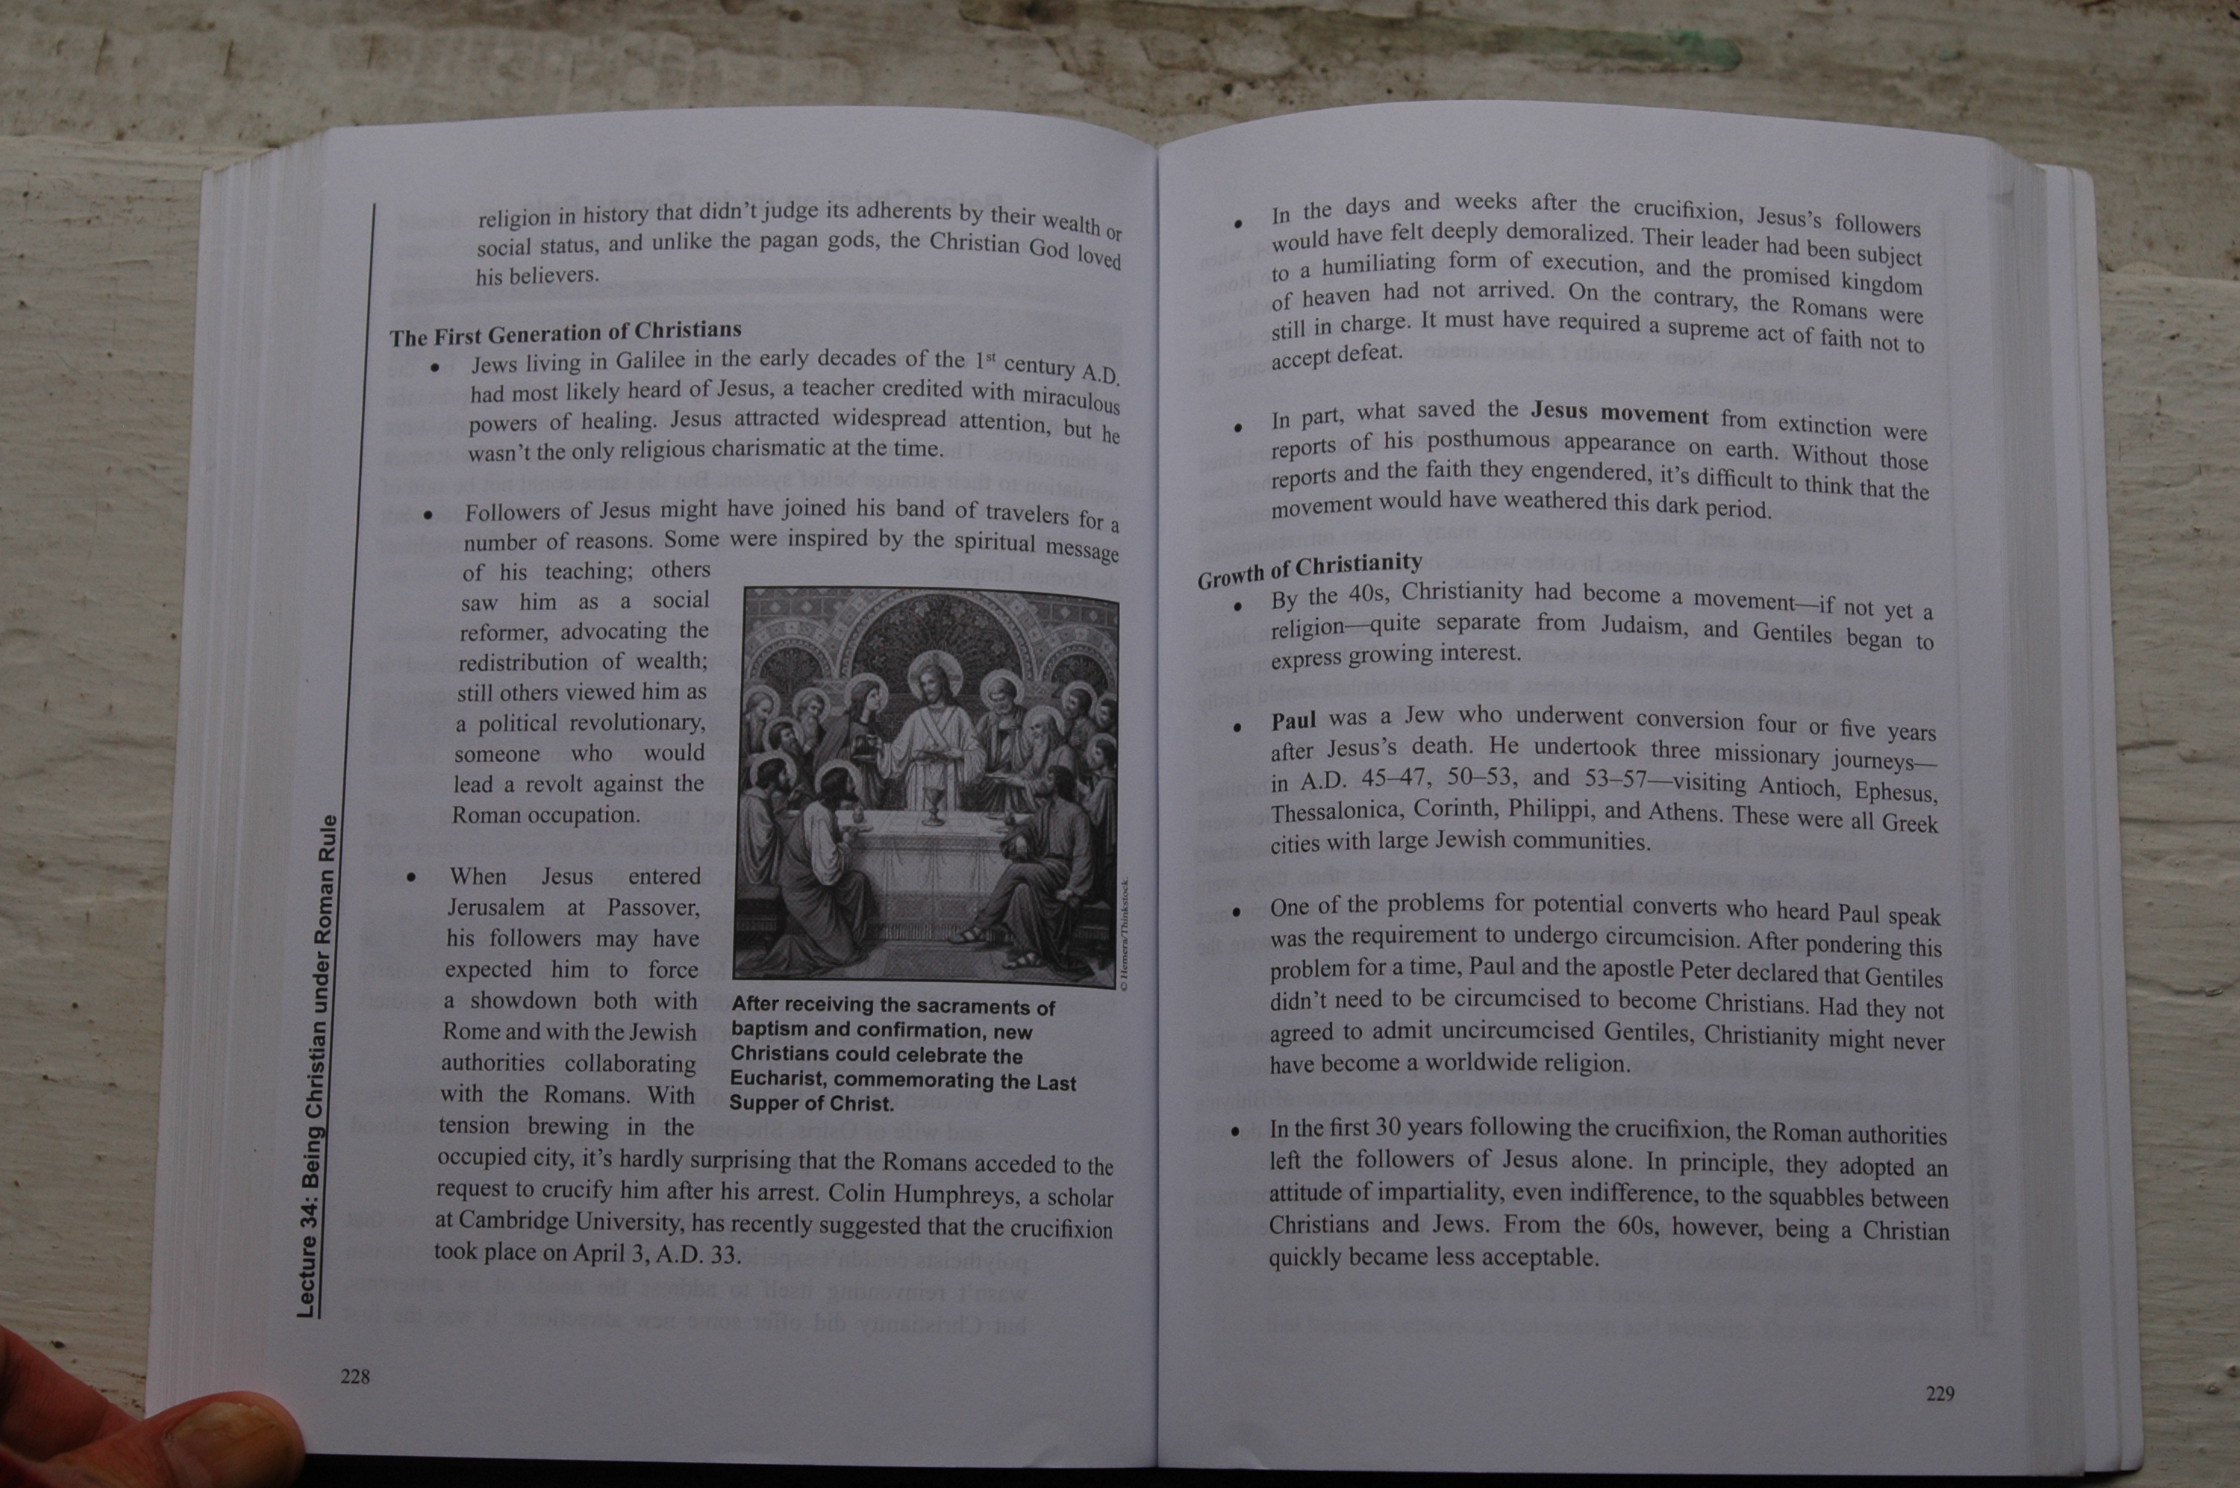 religion in history that didn't judge its adherents by their wealth or
social status, and unlike the pagan gods, the Christian God loved
his believers.
The First Generation of Christians
• Jews living in Galilee in the early decades of the 1st century A.D.
had most likely heard of Jesus, a teacher credited with miraculous
powers of healing. Jesus attracted widespread attention, but he
wasn't the only religious charismatic at the time.
• Followers of Jesus might have joined his band of travelers for a
number of reasons. Some were inspired by the spiritual message
of his teaching; others
saw him as a social
reformer, advocating the
redistribution of wealth;
still others viewed him as
a political revolutionary,
someone who would
lead a revolt against the
Roman occupation.
• When Jesus entered
Jerusalem at Passover,
his followers may have
expected him to force
a showdown both with
Rome and with the Jewish
authorities collaborating
with the Romans. With
tension brewing in the
occupied city, it's hardly surprising that the Romans acceded to the
request to crucify him after his arrest. Colin Humphreys, a scholar
at Cambridge University, has recently suggested that the crucifixion
took place on April 3, A.D. 33.
© Hemera/Thinkstock.
After receiving the sacraments of
baptism and confirmation, new
Christians could celebrate the
Eucharist, commemorating the Last
Supper of Christ.
Lecture 34: Being Christian under Roman Rule
228
• In the days and weeks after the crucifixion, Jesus's followers
would have felt deeply demoralized. Their leader had been subject
to a humiliating form of execution, and the promised kingdom
of heaven had not arrived. On the contrary, the Romans were
still in charge. It must have required a supreme act of faith not to
accept defeat.
• In part, what saved the Jesus movement from extinction were
reports of his posthumous appearance on earth. Without those
reports and the faith they engendered, it's difficult to think that the
movement would have weathered this dark period.
Growth of Christianity
• By the 40s, Christianity had become a movement—if not yet a
religion—quite separate from Judaism, and Gentiles began to
express growing interest.
• Paul was a Jew who underwent conversion four or five years
after Jesus's death. He undertook three missionary journeys—
in A.D. 45–47, 50–53, and 53–57—visiting Antioch, Ephesus,
Thessalonica, Corinth, Philippi, and Athens. These were all Greek
cities with large Jewish communities.
• One of the problems for potential converts who heard Paul speak
was the requirement to undergo circumcision. After pondering this
problem for a time, Paul and the apostle Peter declared that Gentiles
didn't need to be circumcised to become Christians. Had they not
agreed to admit uncircumcised Gentiles, Christianity might never
have become a worldwide religion.
• In the first 30 years following the crucifixion, the Roman authorities
left the followers of Jesus alone. In principle, they adopted an
attitude of impartiality, even indifference, to the squabbles between
Christians and Jews. From the 60s, however, being a Christian
quickly became less acceptable.
229